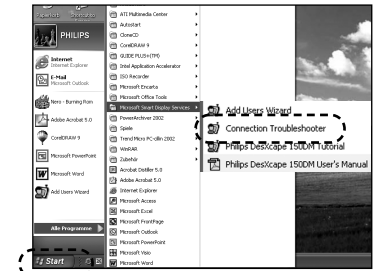 Paperport
Shortcut to
PHILIPS
Internet
Internet Explorer
E-Mail
Microsoft Outlook
Nero - Burning Rom
Adobe Acrobat 5.0
CorelDRAW 9
Microsoft PowerPoint
Microsoft Word
Add Users Wizard
Alle Programme
Start
ATI Multimedia Center
Autostart
CloneCD
CorelDRAW 9
GUIDE PLUS+(TM)
Intel Application Accelerator
ISO Recorder
Microsoft Encarta
Microsoft Office Tools
Microsoft Smart Display Services
PowerArchiver 2002
Spiele
Trend Micro PC-cillin 2002
WinRAR
Zubehör
Acrobat Distiller 5.0
Adobe Acrobat 5.0
Internet Explorer
Microsoft Access
Microsoft Excel
Microsoft FrontPage
Microsoft Outlook
Microsoft PowerPoint
Microsoft Visio
Microsoft Word
Add Users Wizard
Connection Troubleshooter
Philips DesXcape 150DM Tutorial
Philips DesXcape 150DM User's Manual